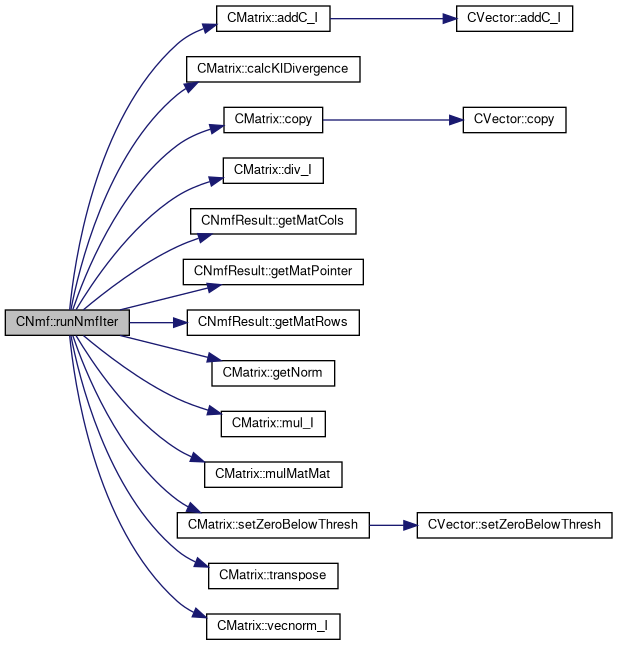 CMatrix::addC_I
CVector::addC_I
CMatrix::calcKlDivergence
CMatrix::copy
CVector::copy
CMatrix::div_I
CNmfResult::getMatCols
CNmfResult::getMatPointer
CNmf::runNmfIter
CNmfResult::getMatRows
CMatrix::getNorm
CMatrix::mul_I
CMatrix::mulMatMat
CMatrix::setZeroBelowThresh
CVector::setZeroBelowThresh
CMatrix::transpose
CMatrix::vecnorm_I